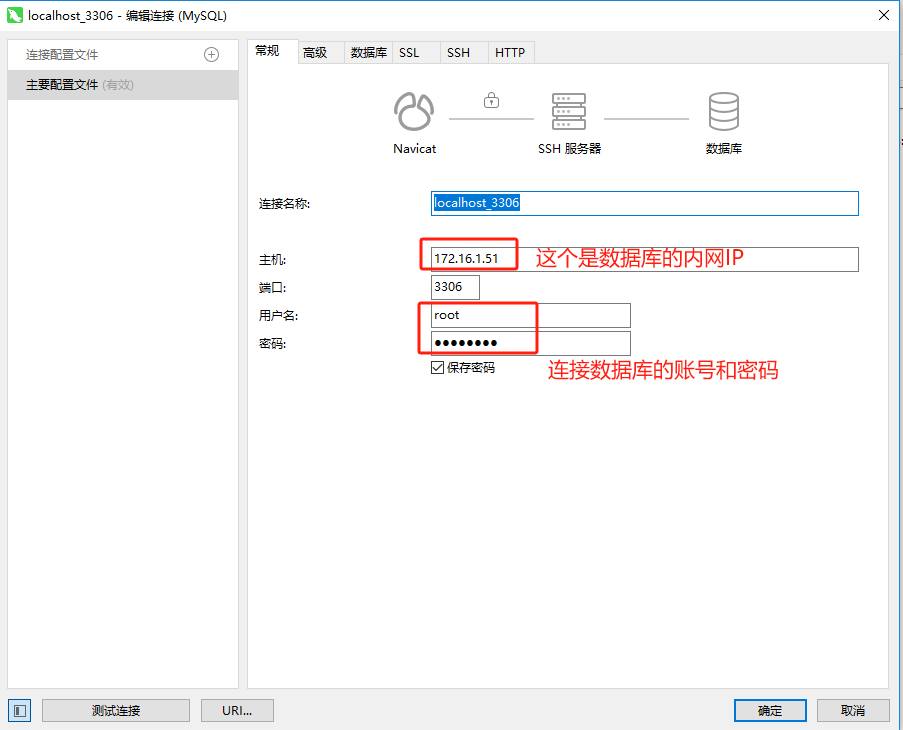 localhost_3306 - 编辑连接 (MySQL)
连接配置文件
主要配置文件 (有效)
常规 高级 数据库 SSL SSH HTTP
Navicat SSH 服务器 数据库
连接名称: localhost_3306
主机: 172.16.1.51 这个是数据库的内网IP
端口: 3306
用户名: root
密码: ●●●●●●●●
保存密码 连接数据库的账号和密码
测试连接 URI... 确定 取消